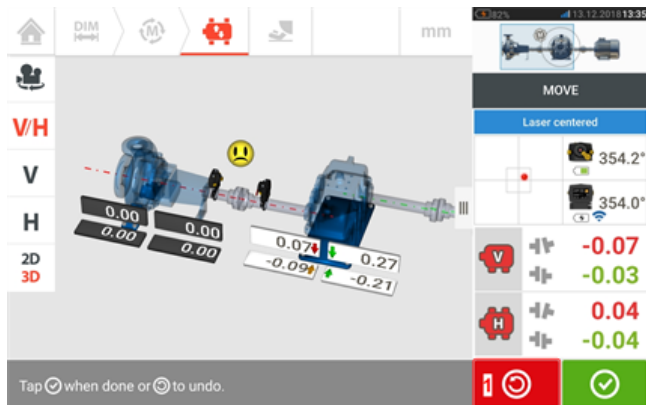 DIM
(M)
mm
82%
13.12.2018 13:35
V/H
V
H
2D
3D
0.00
0.00
0.00
0.00
0.07
0.27
-0.09
-0.21
MOVE
Laser centered
354.2°
354.0°
V
-0.07
-0.03
H
0.04
-0.04
Tap when done or to undo.
1